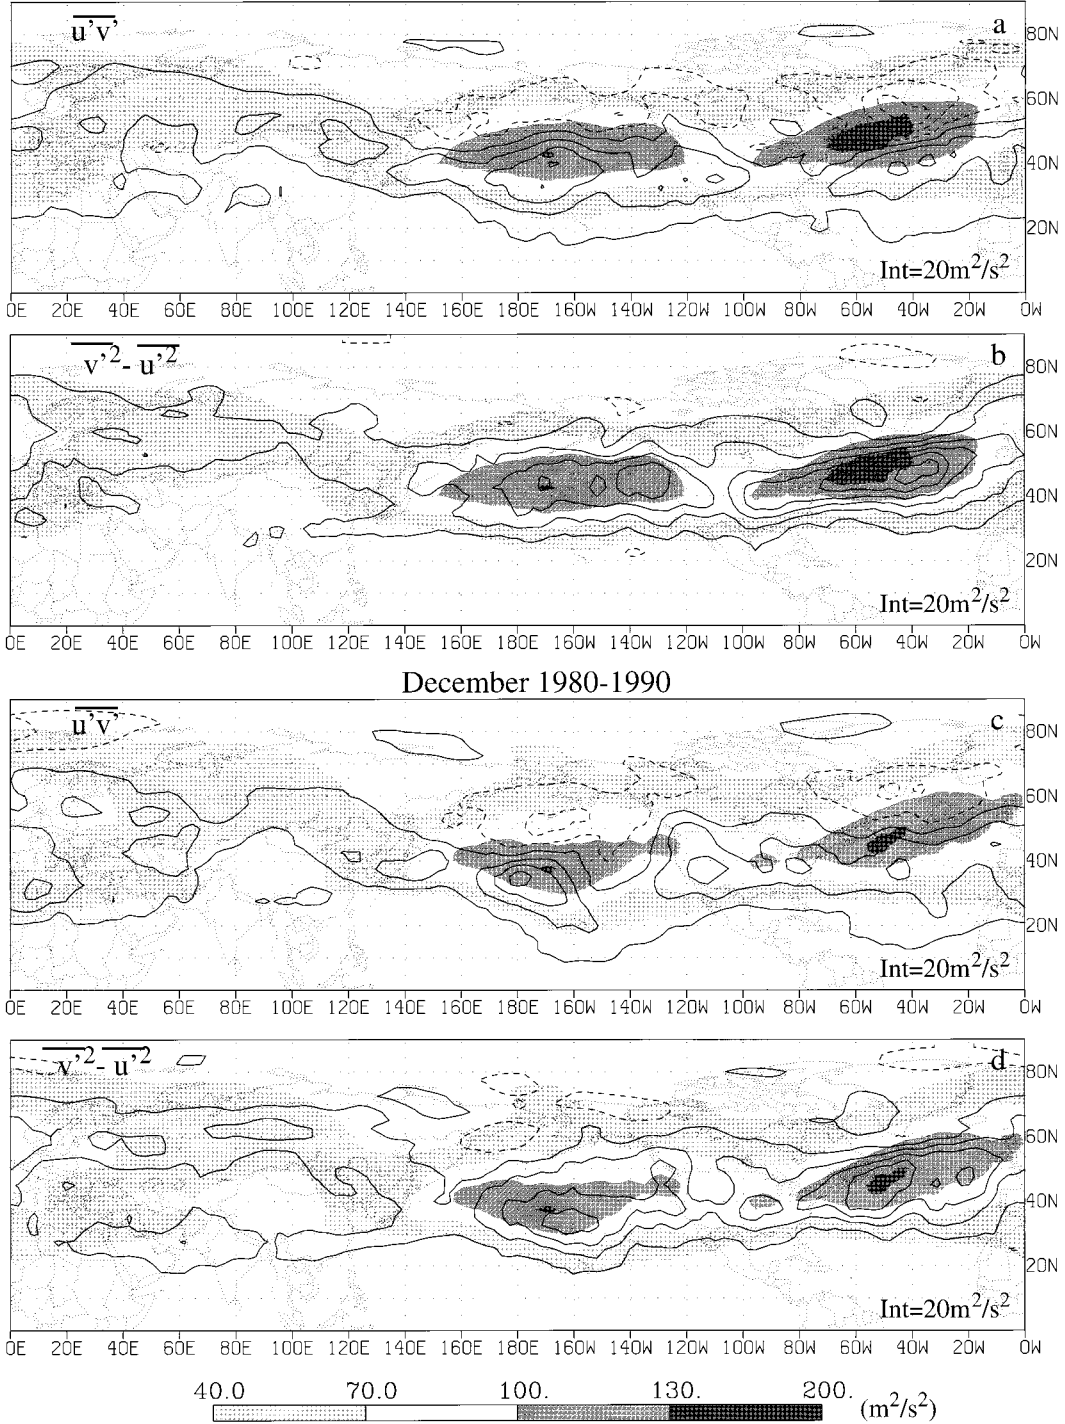 u'v' a
80N
60N
40N
20N
Int=20m²/s²
0E 20E 40E 60E 80E 100E 120E 140E 160E 180E 160W 140W 120W 100W 80W 60W 40W 20W 0W
v'² - u'² b
80N
60N
40N
20N
Int=20m²/s²
0E 20E 40E 60E 80E 100E 120E 140E 160E 180E 160W 140W 120W 100W 80W 60W 40W 20W 0W
December 1980-1990
u'v' c
80N
60N
40N
20N
Int=20m²/s²
0E 20E 40E 60E 80E 100E 120E 140E 160E 180E 160W 140W 120W 100W 80W 60W 40W 20W 0W
v'² - u'² d
80N
60N
40N
20N
Int=20m²/s²
0E 20E 40E 60E 80E 100E 120E 140E 160E 180E 160W 140W 120W 100W 80W 60W 40W 20W 0W
40.0 70.0 100. 130. 200. (m²/s²)